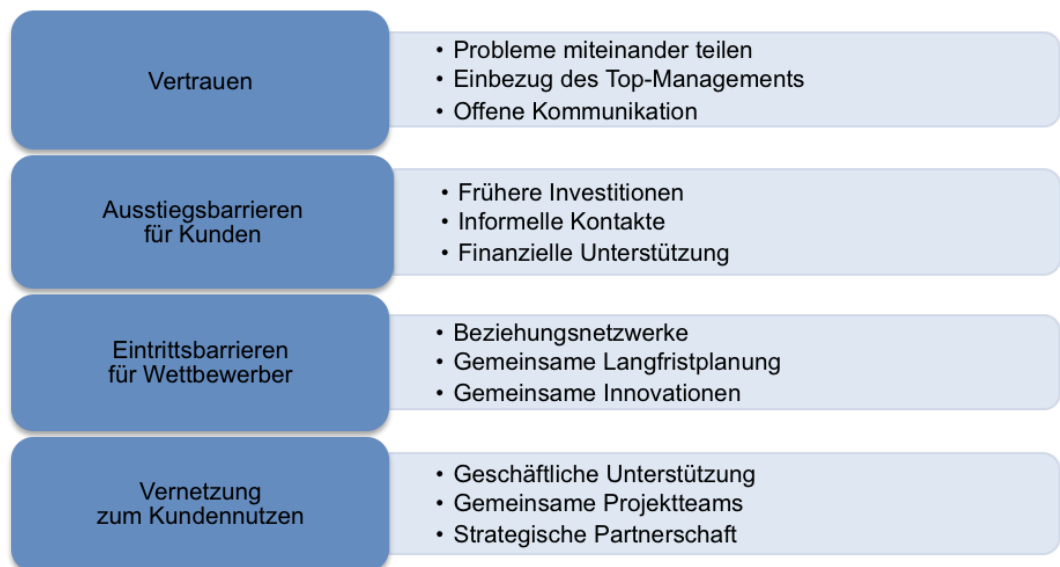 Vertrauen
• Probleme miteinander teilen
• Einbezug des Top-Managements
• Offene Kommunikation
Ausstiegsbarrieren
für Kunden
• Frühere Investitionen
• Informelle Kontakte
• Finanzielle Unterstützung
Eintrittsbarrieren
für Wettbewerber
• Beziehungsnetzwerke
• Gemeinsame Langfristplanung
• Gemeinsame Innovationen
Vernetzung
zum Kundennutzen
• Geschäftliche Unterstützung
• Gemeinsame Projektteams
• Strategische Partnerschaft